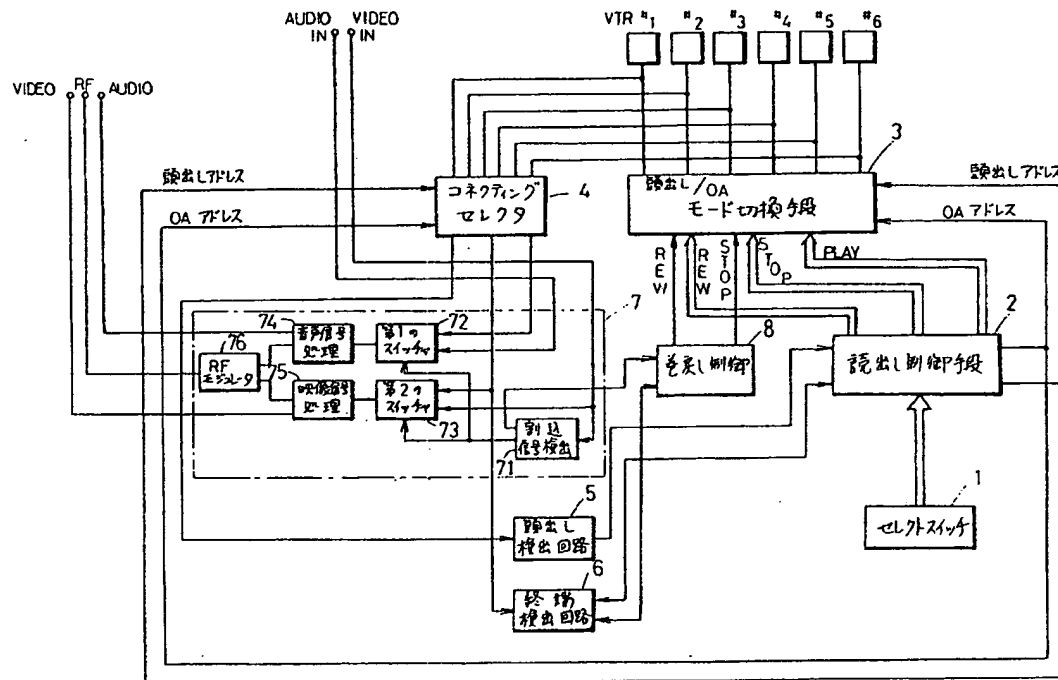 AUDIO IN
VIDEO IN
VTR #1 #2 #3 #4 #5 #6
VIDEO RF AUDIO
3
頭出しアドレス
OA アドレス
コネクティング
セレクタ
4
頭出し/OA
モード切換手段
頭出しアドレス
OA アドレス
REW
REW
STOP
STOP
PLAY
7
74
音声信号
処理
72
第1の
スイッチャ
76
RF
モジュレータ
75
映像信号
処理
第2の
スイッチャ
73
割込
信号検出
71
8
巻戻し制御
2
読出し制御手段
5
頭出し
検出回路
6
終端
検出回路
1
セレクトスイッチ